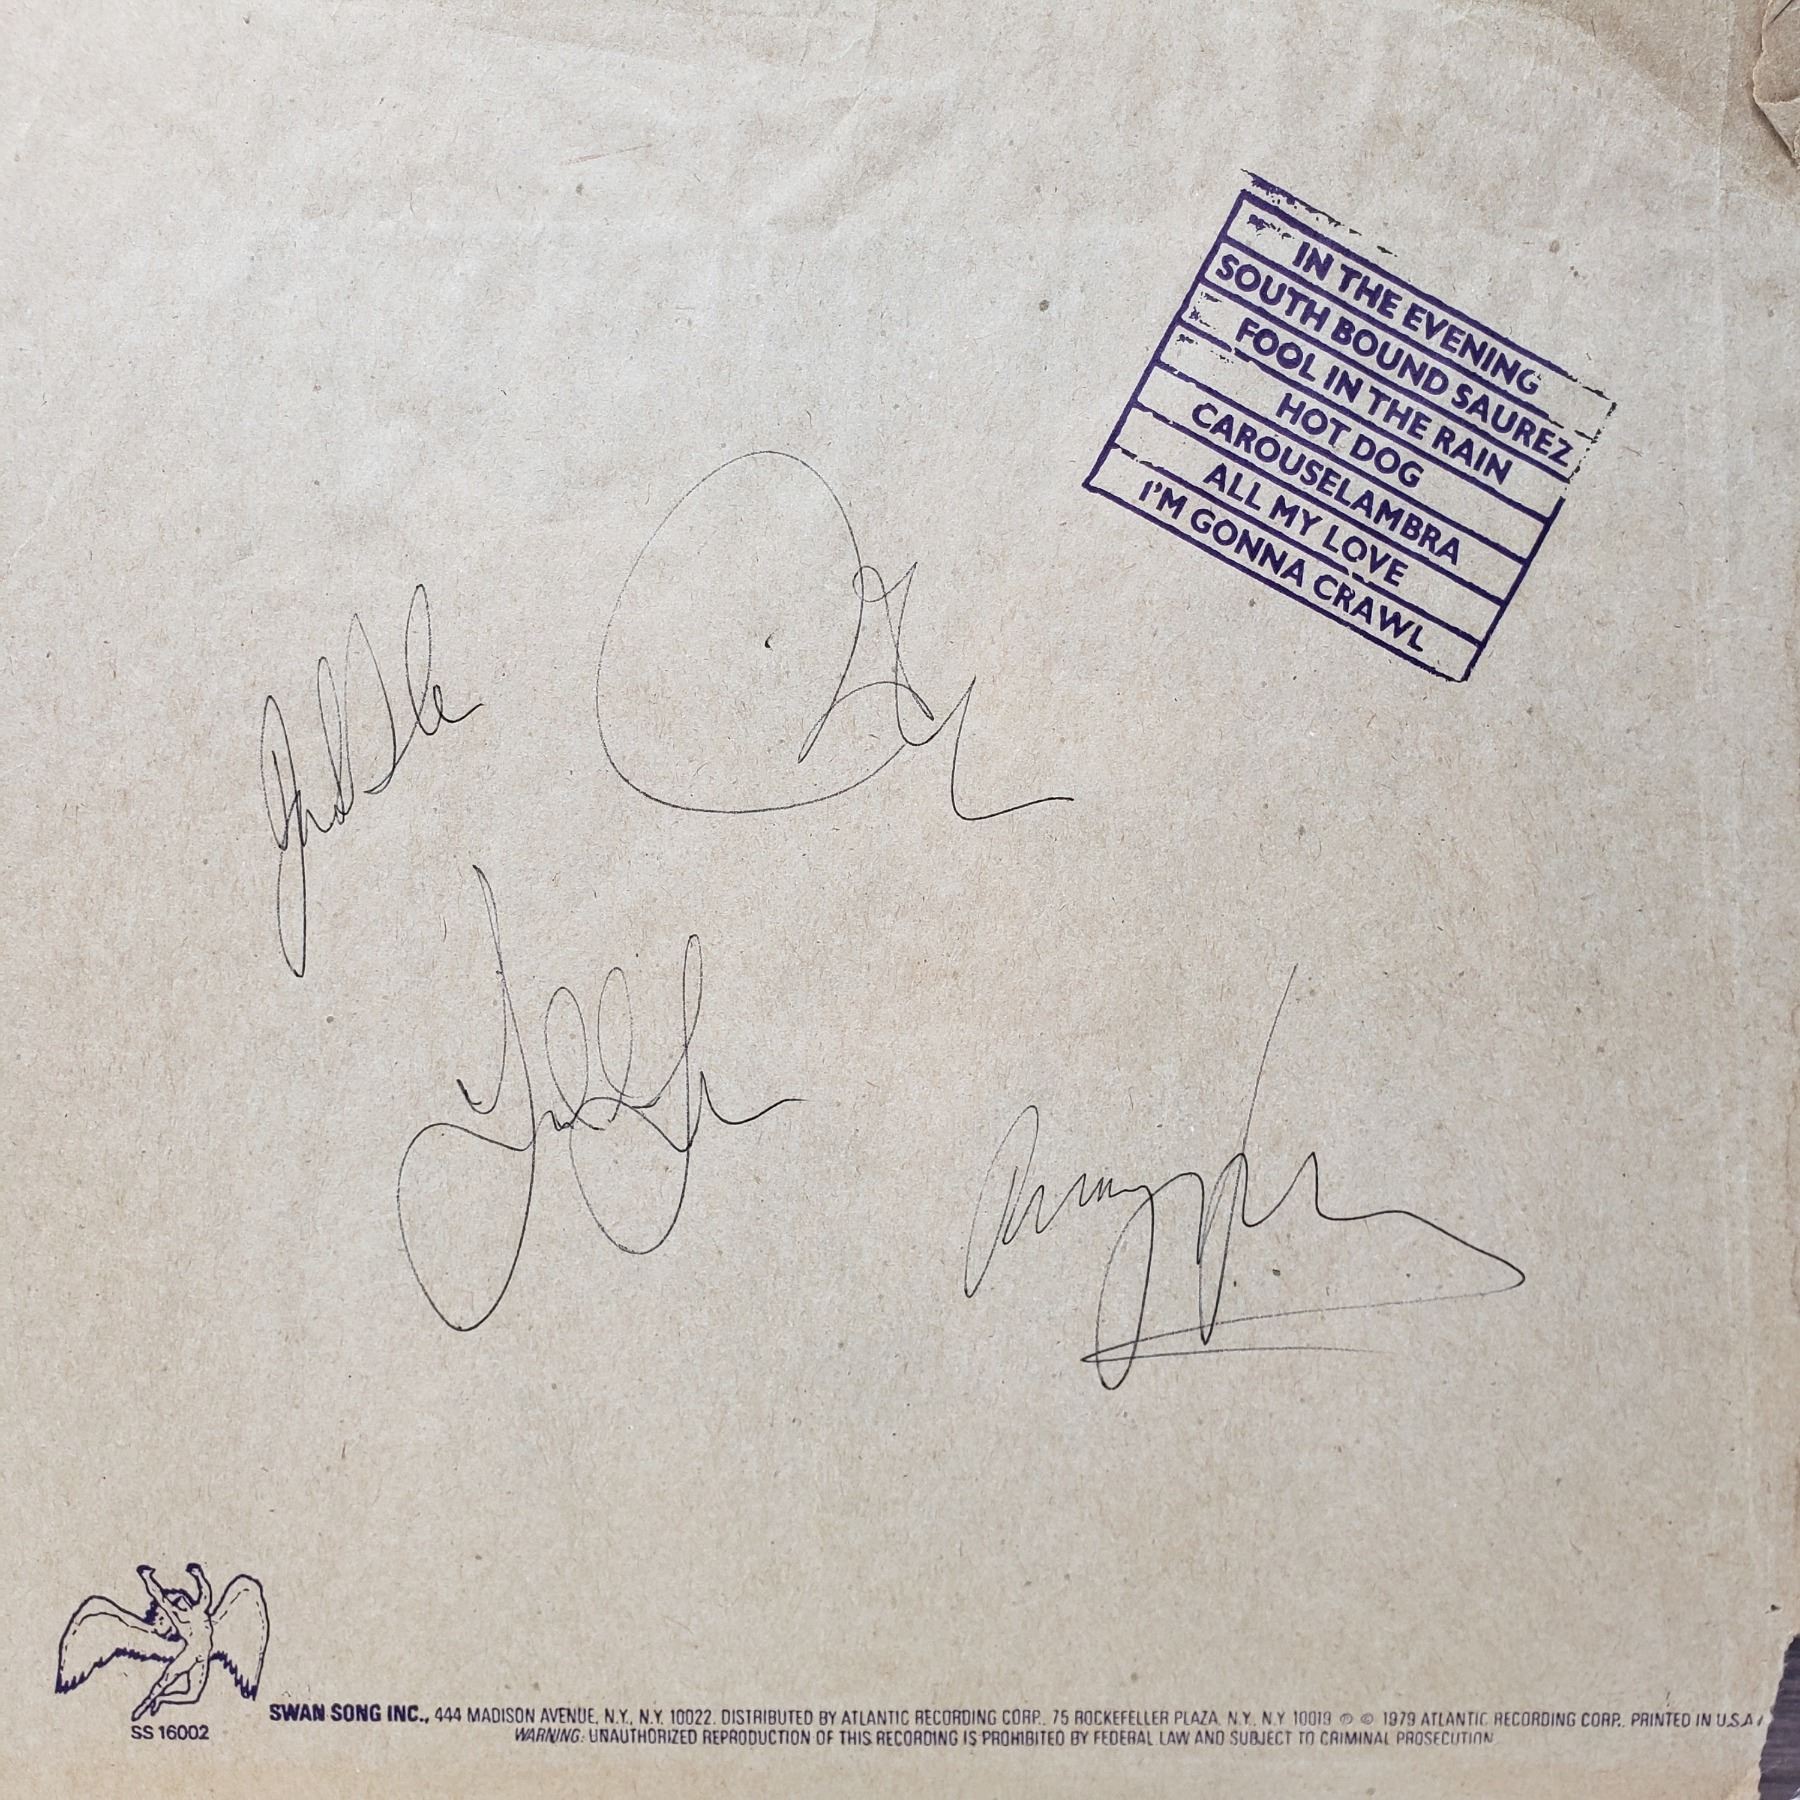 IN THE EVENING
SOUTH BOUND SAUREZ
FOOL IN THE RAIN
HOT DOG
CAROUSELAMBRA
ALL MY LOVE
I'M GONNA CRAWL
SS 16002
SWAN SONG INC., 444 MADISON AVENUE, N.Y., N.Y. 10022. DISTRIBUTED BY ATLANTIC RECORDING CORP., 75 ROCKEFELLER PLAZA, N.Y., N.Y. 10019 ℗ © 1979 ATLANTIC RECORDING CORP., PRINTED IN U.S.A.
WARNING: UNAUTHORIZED REPRODUCTION OF THIS RECORDING IS PROHIBITED BY FEDERAL LAW AND SUBJECT TO CRIMINAL PROSECUTION.